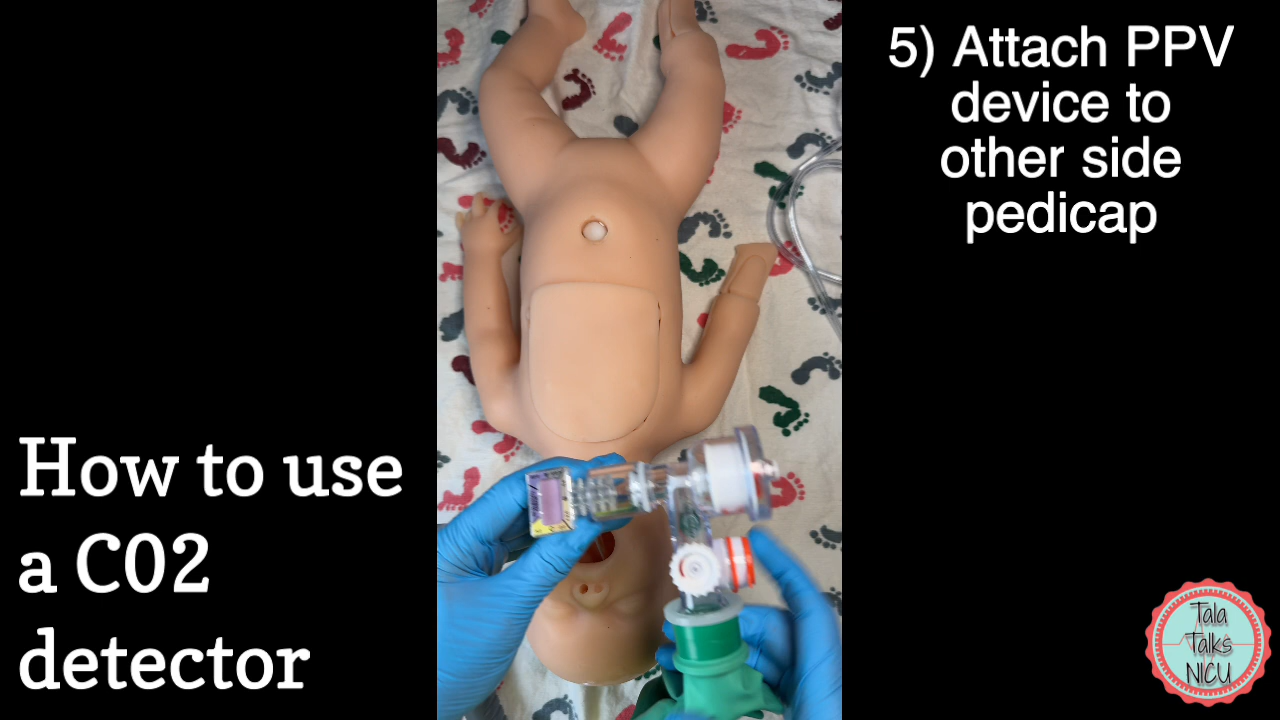 5) Attach PPV
device to
other side
pedicap
How to use
a C02
detector
Tala
Talks
NICU